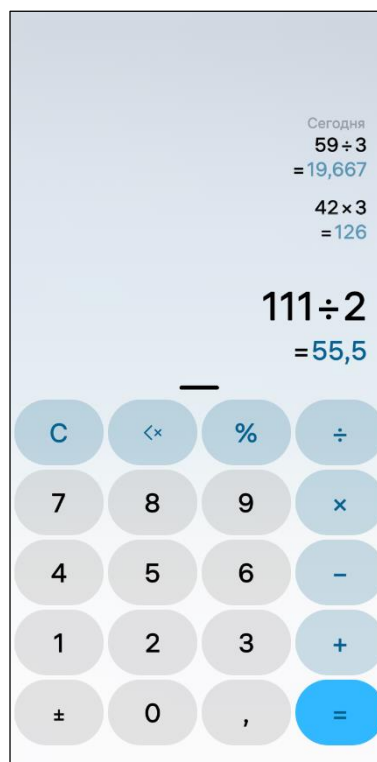 Сегодня
59÷3
=19,667
42×3
=126
111÷2
=55,5
C <× % ÷
7 8 9 ×
4 5 6 −
1 2 3 +
± 0 , =